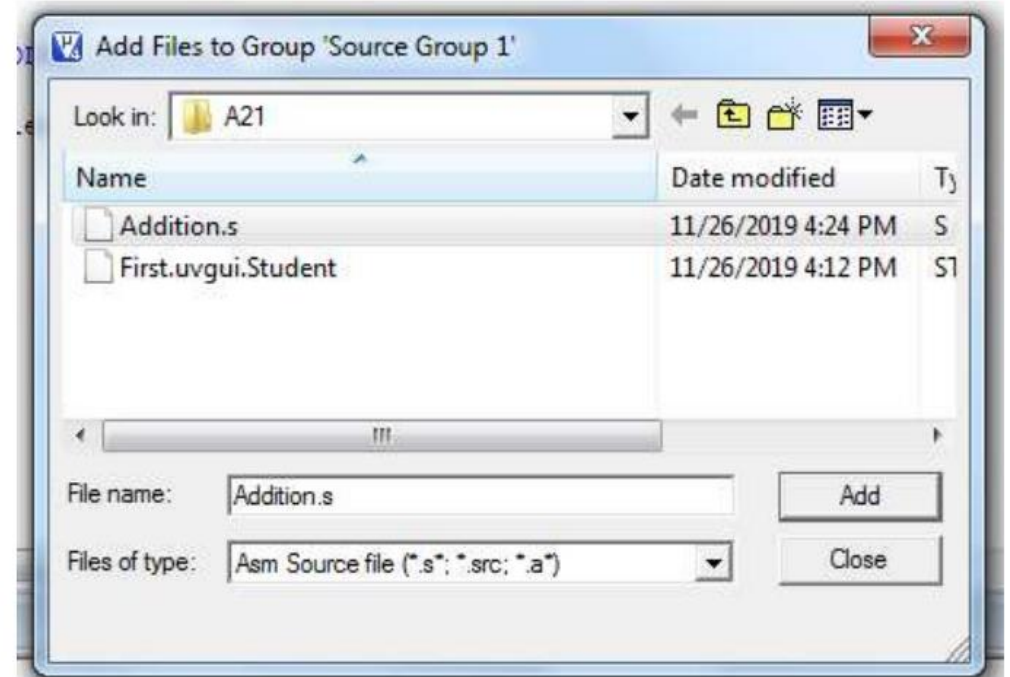 Add Files to Group 'Source Group 1'
Look in: A21
Name Date modified Ty
Addition.s 11/26/2019 4:24 PM S
First.uvgui.Student 11/26/2019 4:12 PM ST
File name: Addition.s Add
Files of type: Asm Source file (*.s*; *.src; *.a*) Close